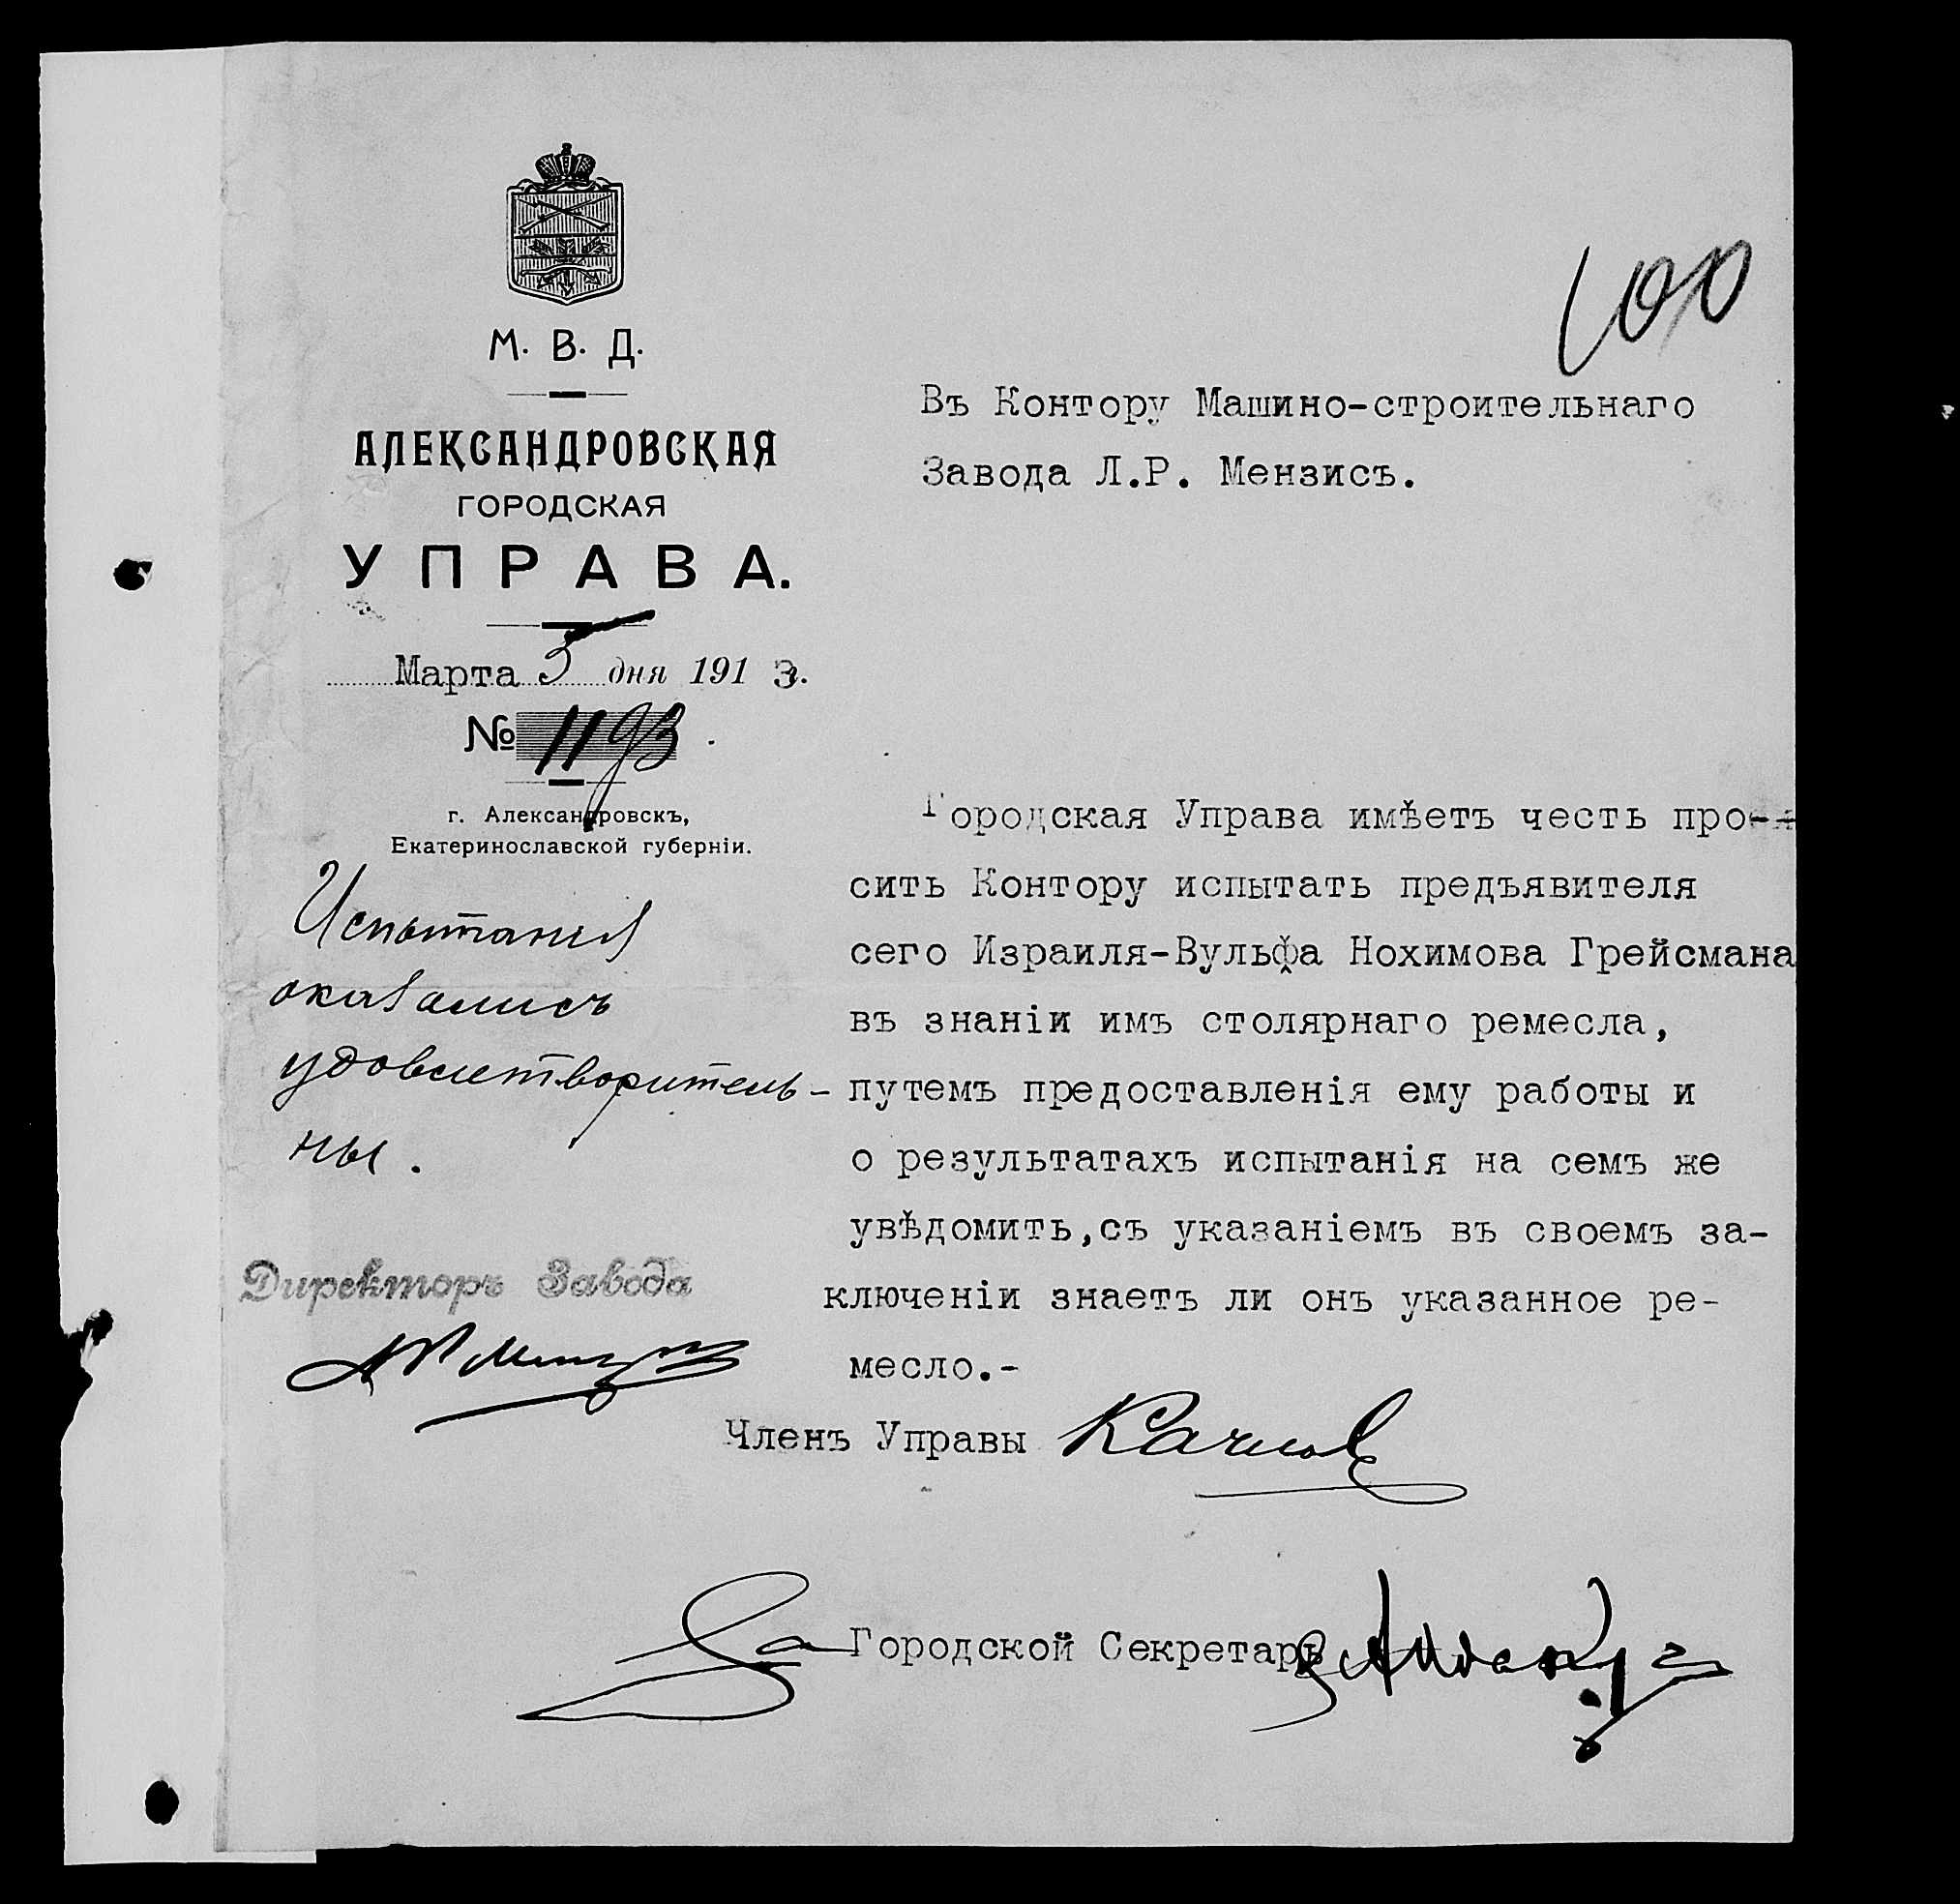 100
М. В. Д.
АЛЕКСАНДРОВСКАЯ
ГОРОДСКАЯ
УПРАВА.
Марта 5 дня 1913.
№ 1193.
г. Александровскъ,
Екатеринославской губерніи.
Въ Контору Машино-строительнаго
Завода Л.Р. Мензисъ.
Городская Управа имѣетъ честь про-
сить Контору испытать предъявителя
сего Израиля-Вульфа Нохимова Грейсмана
въ знаніи имъ столярнаго ремесла,
путемъ предоставленія ему работы и
о результатахъ испытанія на семъ же
увѣдомить,съ указаніемъ въ своемъ за-
ключеніи знаетъ ли онъ указанное ре-
месло.-
Членъ Управы
За Городской Секретарь
Испытанія
оказались
удовлетворитель-
ны.
Директоръ Завода